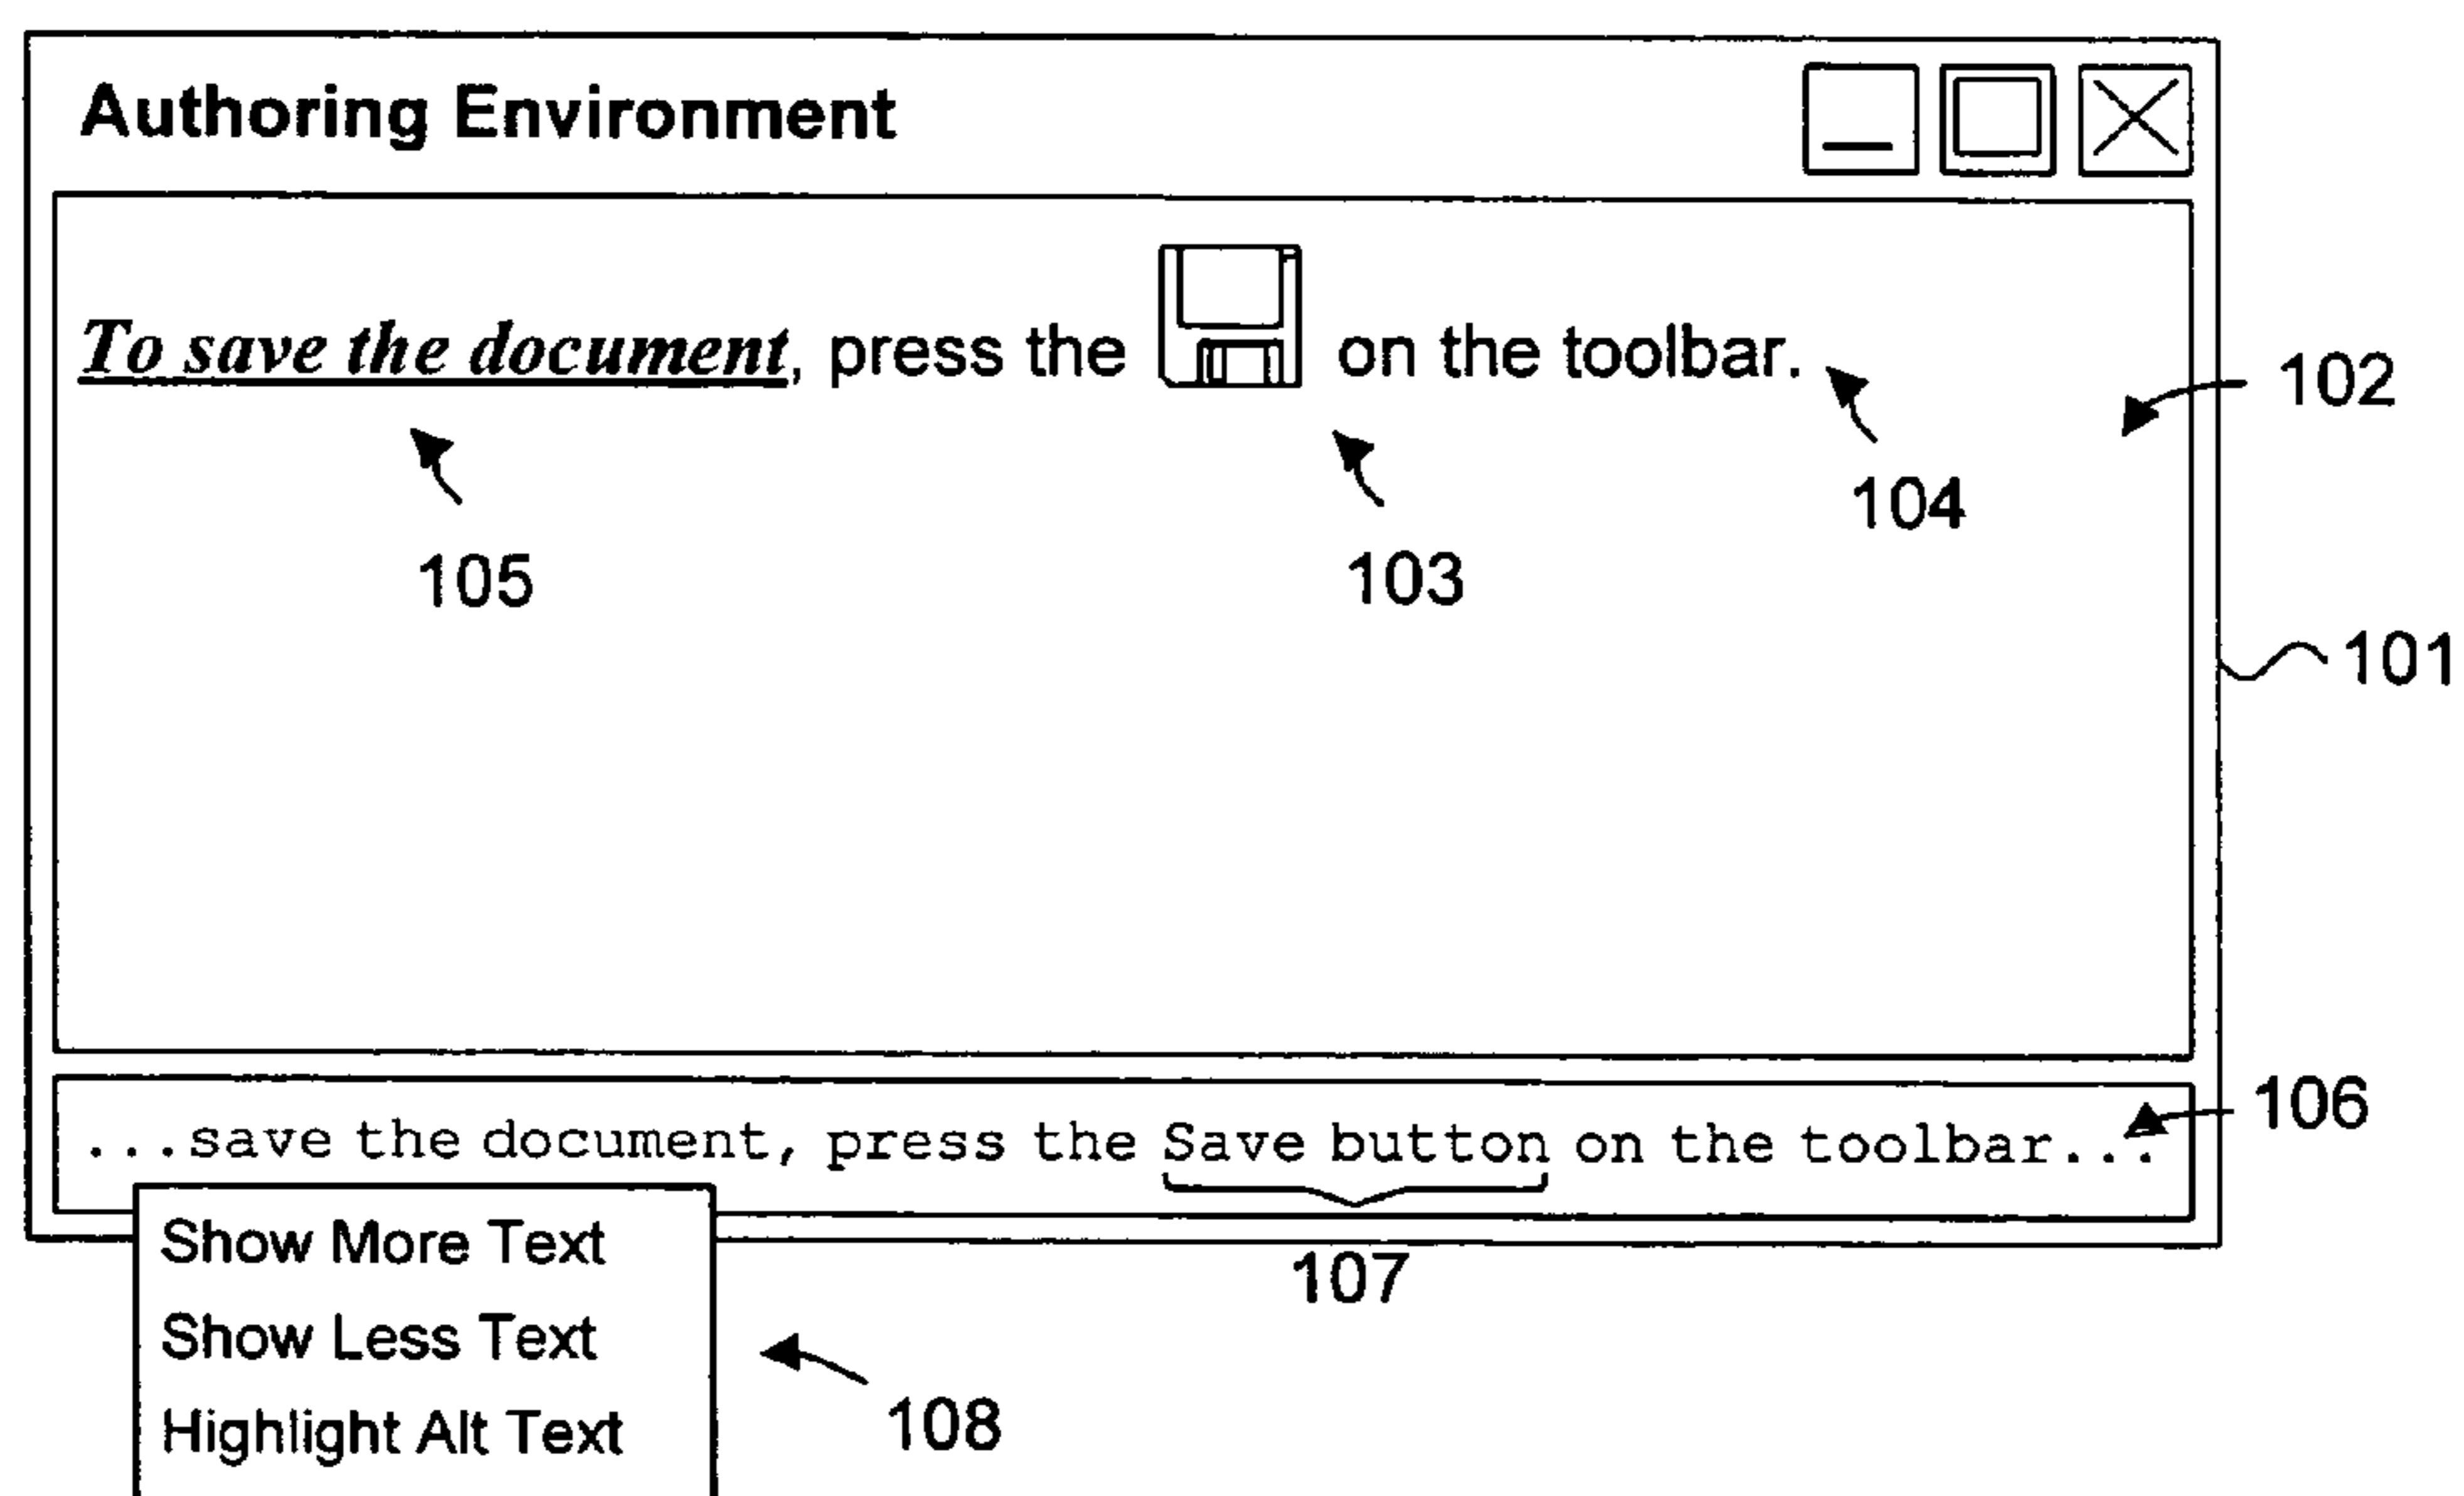 Authoring Environment
To save the document, press the on the toolbar.
102
104
105
103
101
106
...save the document, press the Save button on the toolbar...
107
Show More Text
Show Less Text
Highlight Alt Text
108